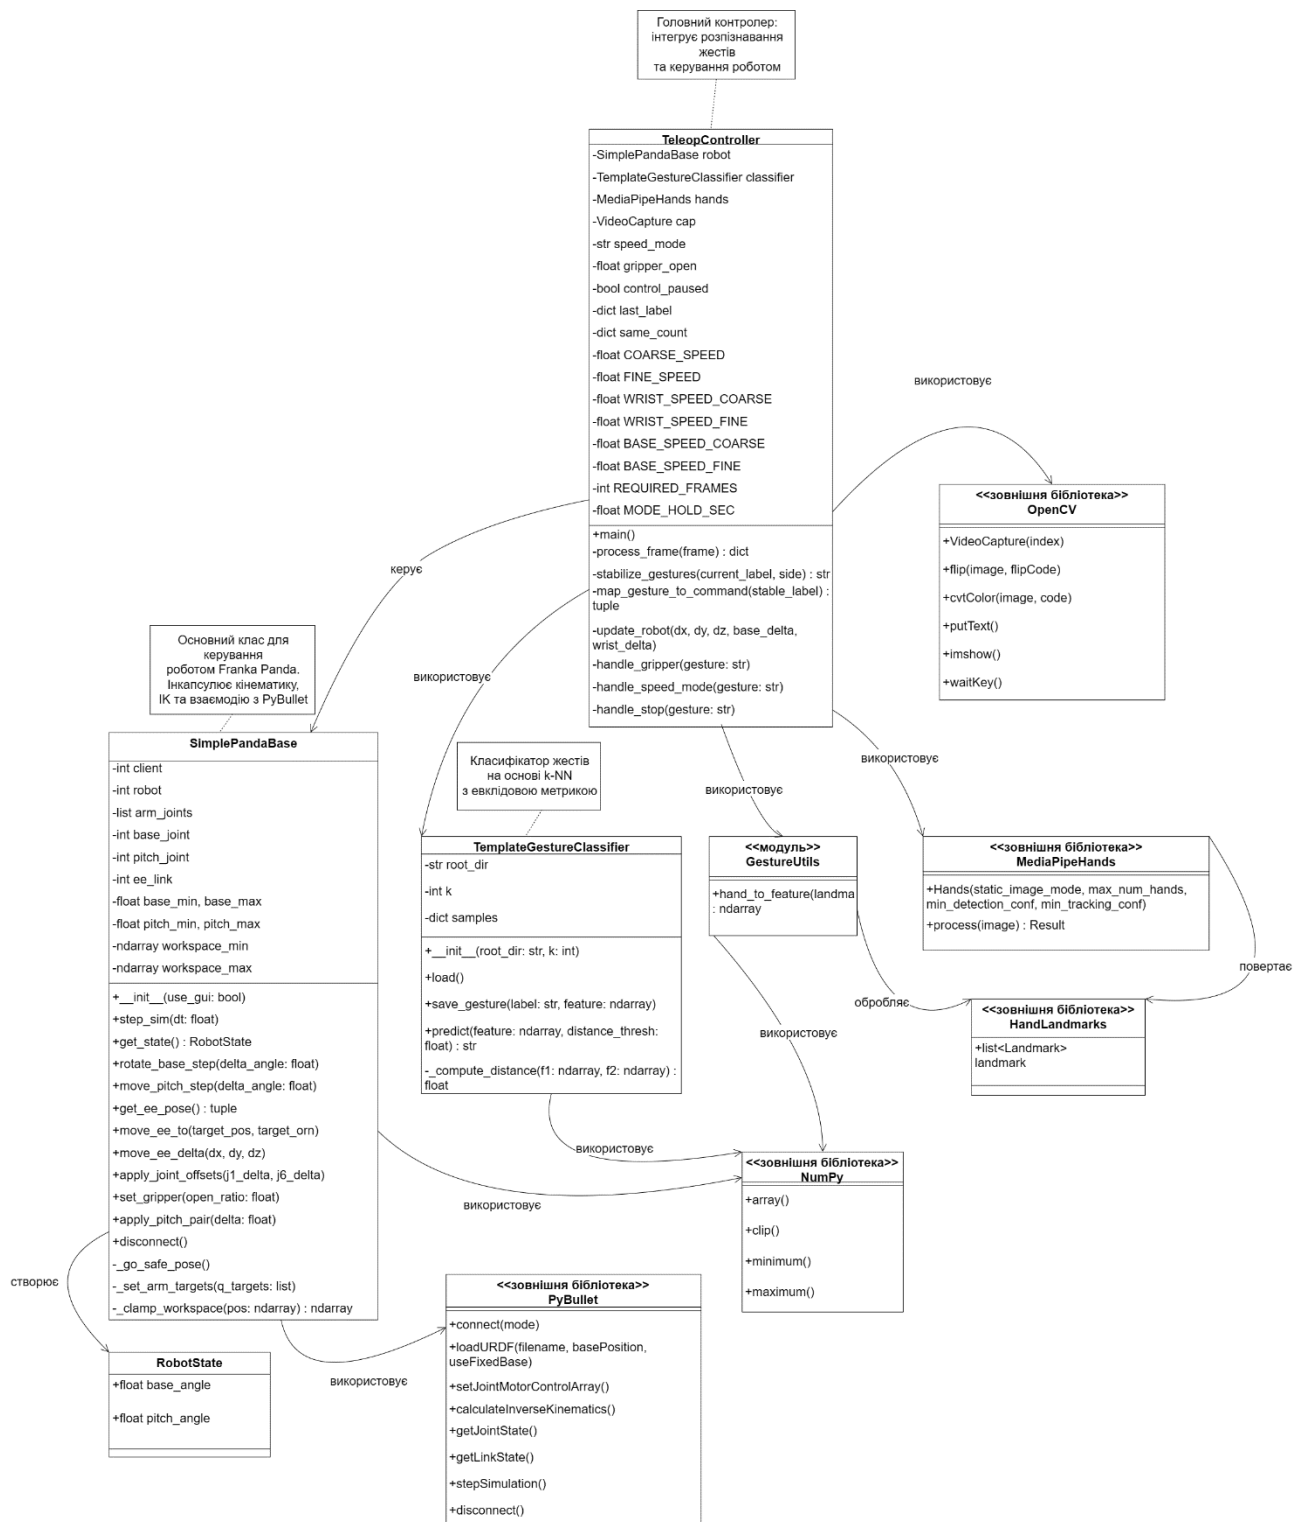 Головний контролер:
інтегрує розпізнавання
жестів
та керування роботом
TeleopController
-SimplePandaBase robot
-TemplateGestureClassifier classifier
-MediaPipeHands hands
-VideoCapture cap
-str speed_mode
-float gripper_open
-bool control_paused
-dict last_label
-dict same_count
-float COARSE_SPEED
-float FINE_SPEED
-float WRIST_SPEED_COARSE
-float WRIST_SPEED_FINE
-float BASE_SPEED_COARSE
-float BASE_SPEED_FINE
-int REQUIRED_FRAMES
-float MODE_HOLD_SEC
+main()
-process_frame(frame) : dict
-stabilize_gestures(current_label, side) : str
-map_gesture_to_command(stable_label) :
tuple
-update_robot(dx, dy, dz, base_delta,
wrist_delta)
-handle_gripper(gesture: str)
-handle_speed_mode(gesture: str)
-handle_stop(gesture: str)
використовує
<<зовнішня бібліотека>>
OpenCV
+VideoCapture(index)
+flip(image, flipCode)
+cvtColor(image, code)
+putText()
+imshow()
+waitKey()
керує
Основний клас для
керування
роботом Franka Panda.
Інкапсулює кінематику,
IK та взаємодію з PyBullet
використовує
SimplePandaBase
-int client
-int robot
-list arm_joints
-int base_joint
-int pitch_joint
-int ee_link
-float base_min, base_max
-float pitch_min, pitch_max
-ndarray workspace_min
-ndarray workspace_max
+__init__(use_gui: bool)
+step_sim(dt: float)
+get_state() : RobotState
+rotate_base_step(delta_angle: float)
+move_pitch_step(delta_angle: float)
+get_ee_pose() : tuple
+move_ee_to(target_pos, target_orn)
+move_ee_delta(dx, dy, dz)
+apply_joint_offsets(j1_delta, j6_delta)
+set_gripper(open_ratio: float)
+apply_pitch_pair(delta: float)
+disconnect()
-_go_safe_pose()
-_set_arm_targets(q_targets: list)
-_clamp_workspace(pos: ndarray) : ndarray
Класифікатор жестів
на основі k-NN
з евклідовою метрикою
TemplateGestureClassifier
-str root_dir
-int k
-dict samples
+__init__(root_dir: str, k: int)
+load()
+save_gesture(label: str, feature: ndarray)
+predict(feature: ndarray, distance_thresh:
float) : str
-_compute_distance(f1: ndarray, f2: ndarray) :
float
використовує
<<модуль>>
GestureUtils
+hand_to_feature(landma
: ndarray
використовує
<<зовнішня бібліотека>>
MediaPipeHands
+Hands(static_image_mode, max_num_hands,
min_detection_conf, min_tracking_conf)
+process(image) : Result
повертає
обробляє
<<зовнішня бібліотека>>
HandLandmarks
+list<Landmark>
landmark
використовує
використовує
використовує
<<зовнішня бібліотека>>
NumPy
+array()
+clip()
+minimum()
+maximum()
створює
RobotState
+float base_angle
+float pitch_angle
використовує
<<зовнішня бібліотека>>
PyBullet
+connect(mode)
+loadURDF(filename, basePosition,
useFixedBase)
+setJointMotorControlArray()
+calculateInverseKinematics()
+getJointState()
+getLinkState()
+stepSimulation()
+disconnect()